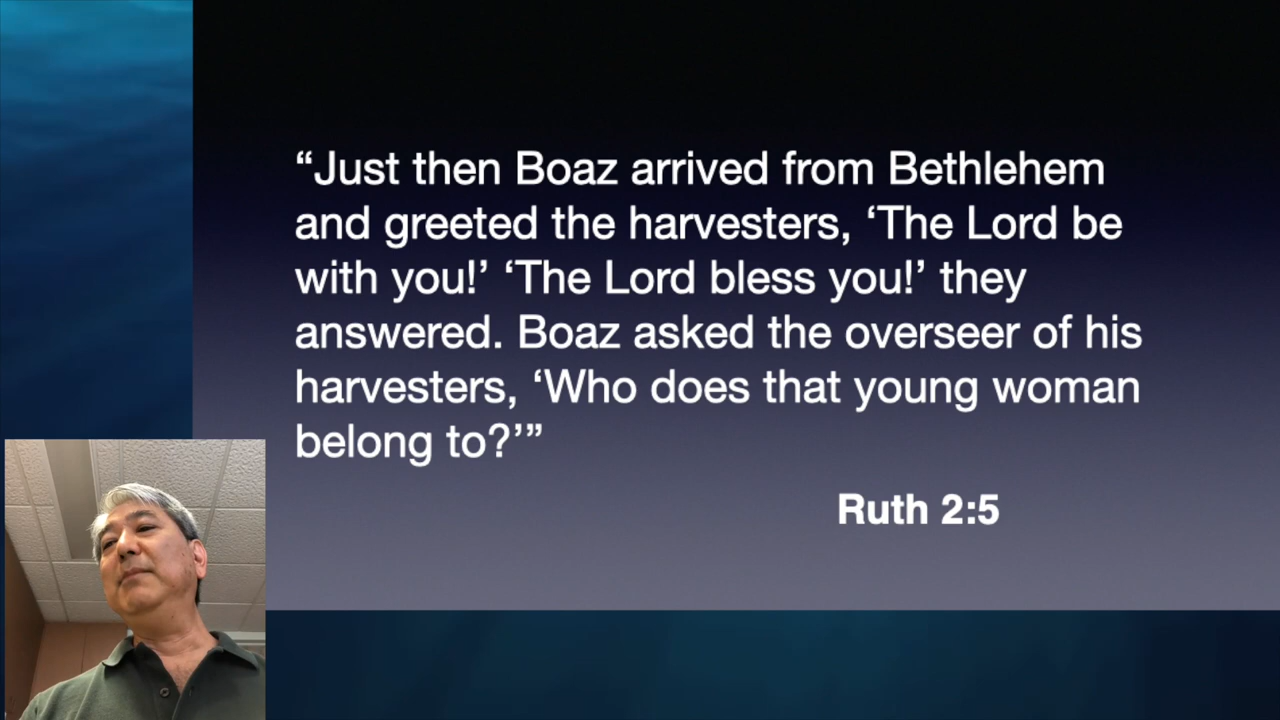 “Just then Boaz arrived from Bethlehem
and greeted the harvesters, ‘The Lord be
with you!’ ‘The Lord bless you!’ they
answered. Boaz asked the overseer of his
harvesters, ‘Who does that young woman
belong to?’”
Ruth 2:5